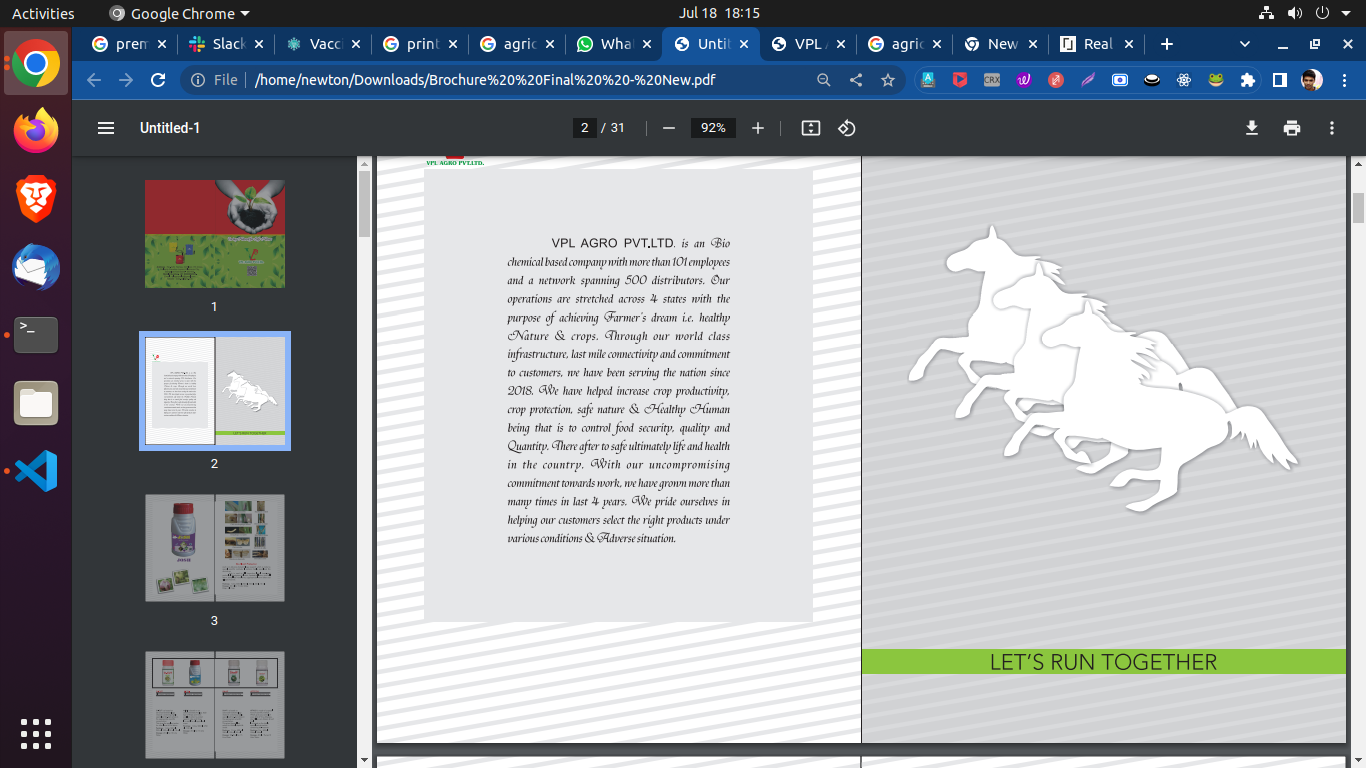 Activities
Google Chrome
Jul 18 18:15
prem
Slack
Vacci
print
agric
What
Untit
VPL
agric
New
Real
File
/home/newton/Downloads/Brochure%20%20Final%20%20-%20New.pdf
CRX
Untitled-1
2 / 31
92%
1
2
3
VPL AGRO PVT.LTD.
VPL AGRO PVT.LTD. is an Bio
chemical based company with more than 101 employees
and a network spanning 500 distributors. Our
operations are stretched across 4 states with the
purpose of achieving Farmer's dream i.e. healthy
Nature & crops. Through our world class
infrastructure, last mile connectivity and commitment
to customers, we have been serving the nation since
2018. We have helped increase crop productivity,
crop protection, safe nature & Healthy Human
being that is to control food security, quality and
Quantity. There after to safe ultimately life and health
in the country. With our uncompromising
commitment towards work, we have grown more than
many times in last 4 years. We pride ourselves in
helping our customers select the right products under
various conditions & Adverse situation.
LET'S RUN TOGETHER